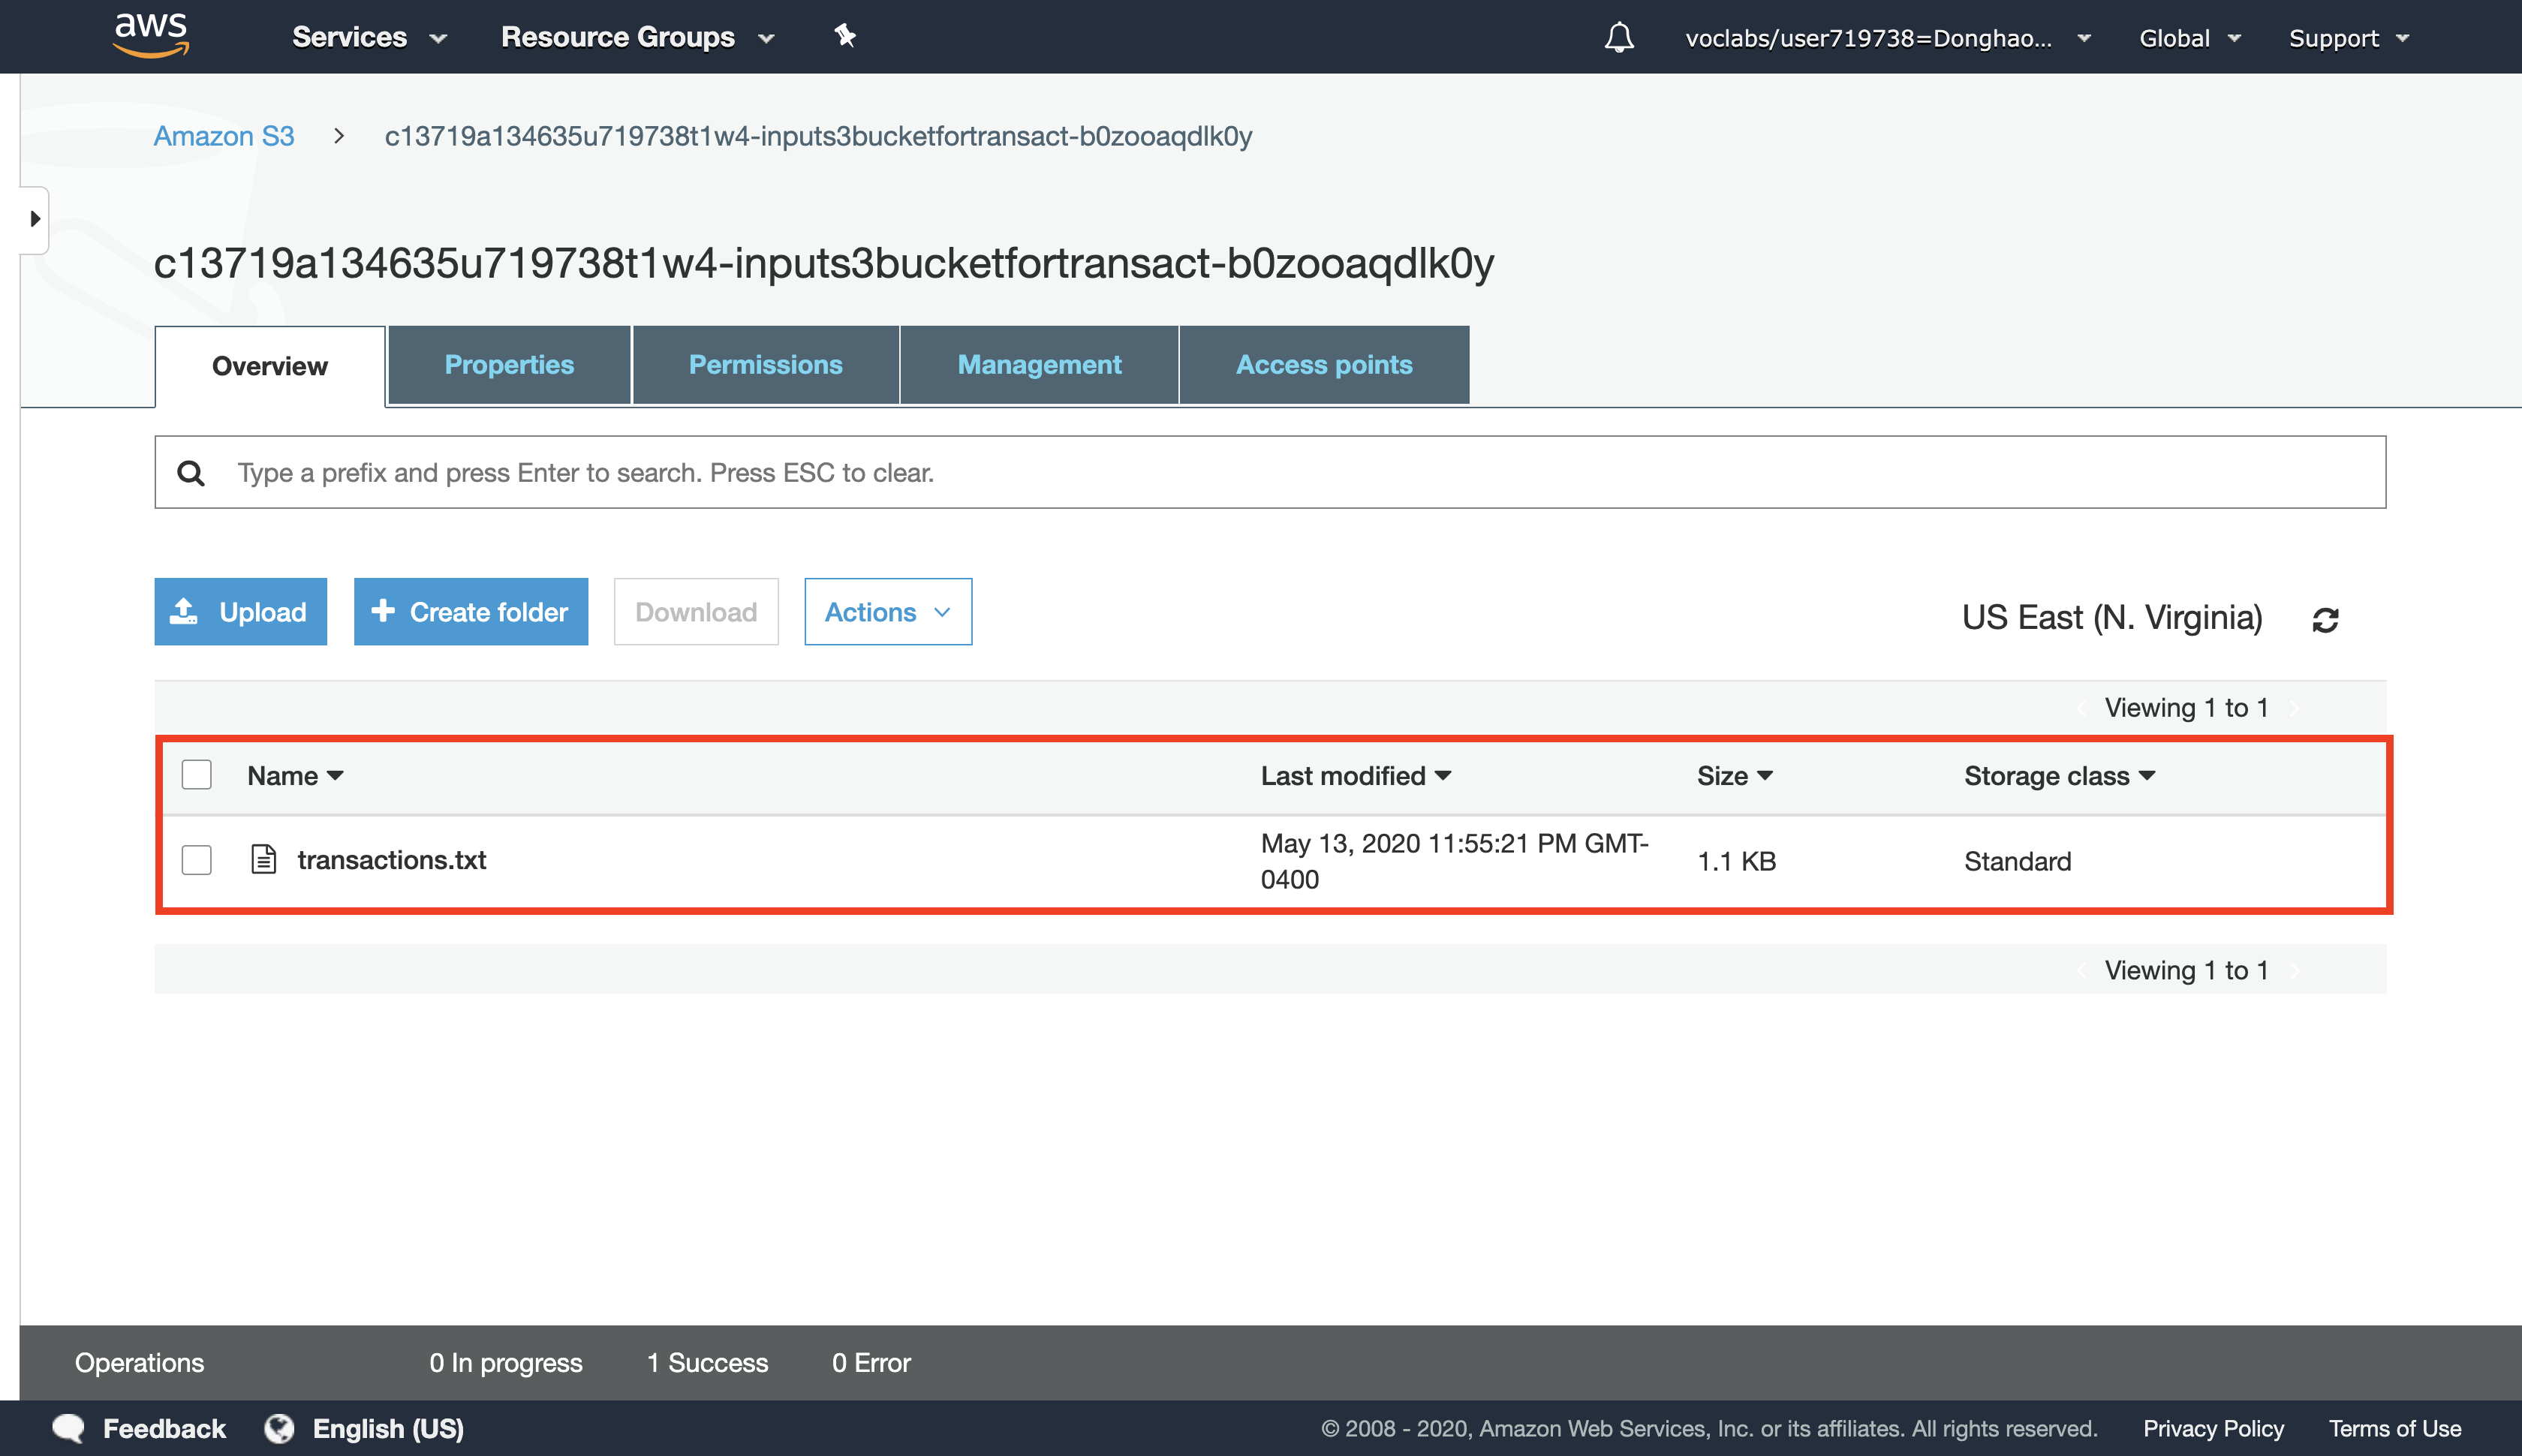 aws Services Resource Groups voclabs/user719738=Donghao... Global Support
Amazon S3 > c13719a134635u719738t1w4-inputs3bucketfortransact-b0zooaqdlk0y
c13719a134635u719738t1w4-inputs3bucketfortransact-b0zooaqdlk0y
Overview Properties Permissions Management Access points
Type a prefix and press Enter to search. Press ESC to clear.
Upload Create folder Download Actions US East (N. Virginia)
Viewing 1 to 1
Name Last modified Size Storage class
transactions.txt May 13, 2020 11:55:21 PM GMT-
0400 1.1 KB Standard
Viewing 1 to 1
Operations 0 In progress 1 Success 0 Error
Feedback English (US) © 2008 - 2020, Amazon Web Services, Inc. or its affiliates. All rights reserved. Privacy Policy Terms of Use